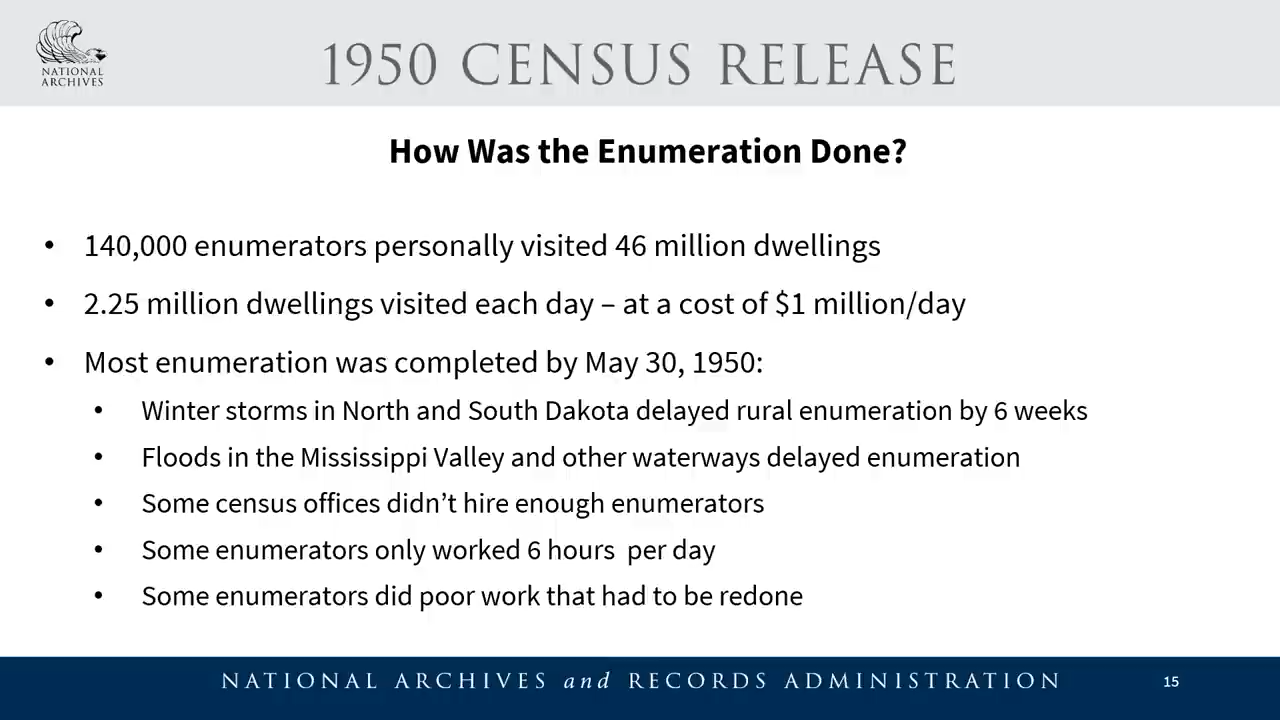 NATIONAL
ARCHIVES
1950 CENSUS RELEASE
How Was the Enumeration Done?
• 140,000 enumerators personally visited 46 million dwellings
• 2.25 million dwellings visited each day – at a cost of $1 million/day
• Most enumeration was completed by May 30, 1950:
• Winter storms in North and South Dakota delayed rural enumeration by 6 weeks
• Floods in the Mississippi Valley and other waterways delayed enumeration
• Some census offices didn’t hire enough enumerators
• Some enumerators only worked 6 hours  per day
• Some enumerators did poor work that had to be redone
NATIONAL ARCHIVES and RECORDS ADMINISTRATION
15